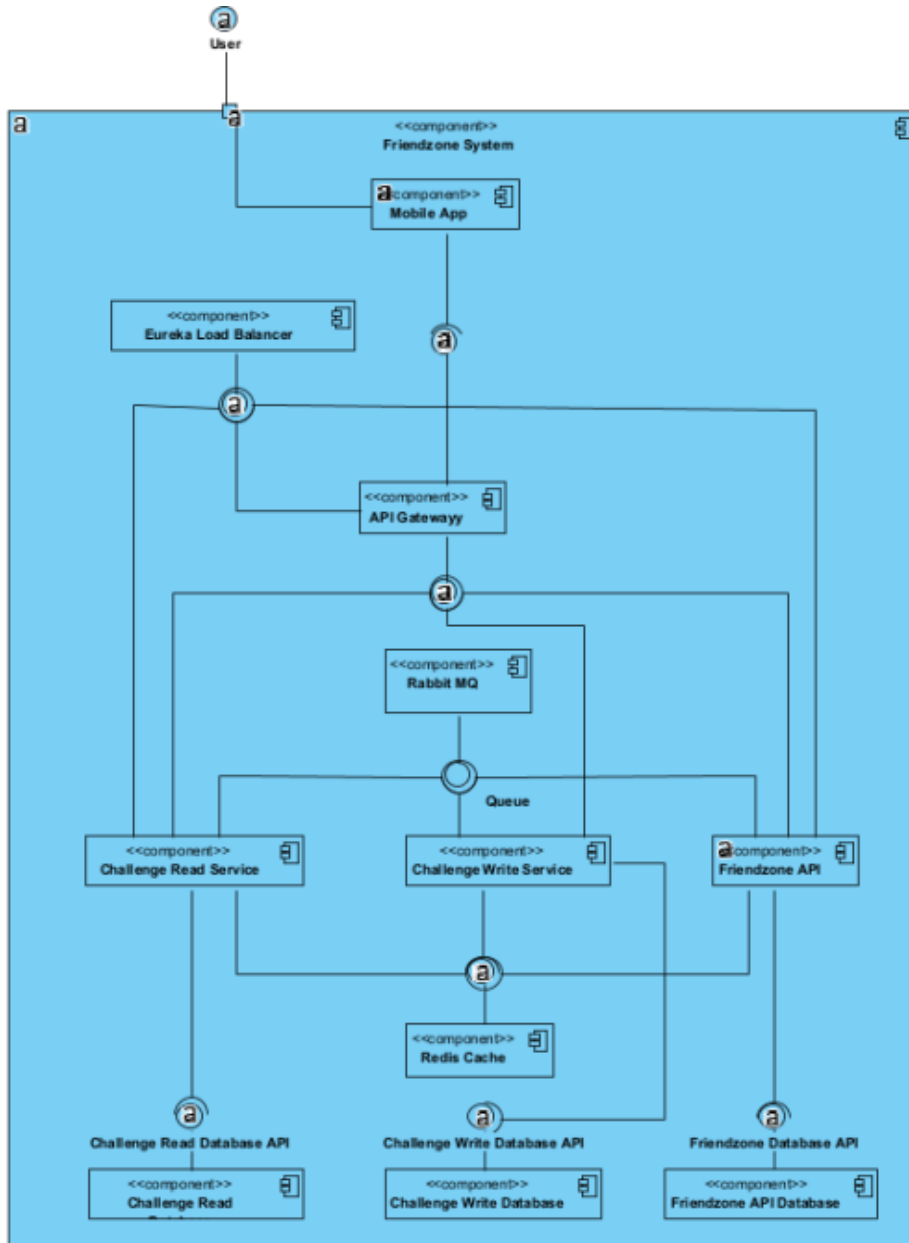 a
User
a
a
<<component>>
Friendzone System
a
<<component>>
Mobile App
<<component>>
Eureka Load Balancer
a
a
<<component>>
API Gatewayy
a
<<component>>
Rabbit MQ
Queue
<<component>>
Challenge Read Service
<<component>>
Challenge Write Service
a
<<component>>
Friendzone API
a
<<component>>
Redis Cache
a
Challenge Read Database API
a
Challenge Write Database API
a
Friendzone Database API
<<component>>
Challenge Read
<<component>>
Challenge Write Database
<<component>>
Friendzone API Database